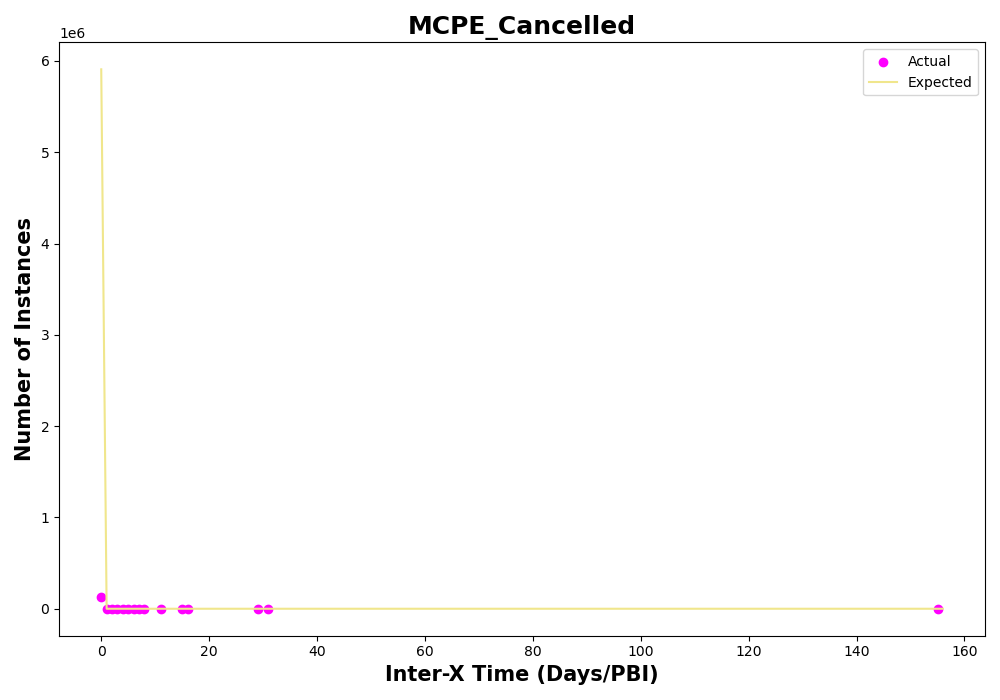 MCPE_Cancelled
1e6
Actual
Expected
6
5
4
3
2
1
0
Number of Instances
0 20 40 60 80 100 120 140 160
Inter-X Time (Days/PBI)